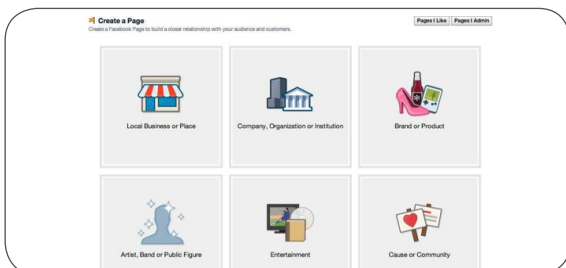 Create a Page
Pages I Like Pages I Admin
Create a Facebook Page to build a closer relationship with your audience and customers.
Local Business or Place
Company, Organization or Institution
Brand or Product
Artist, Band or Public Figure
Entertainment
Cause or Community